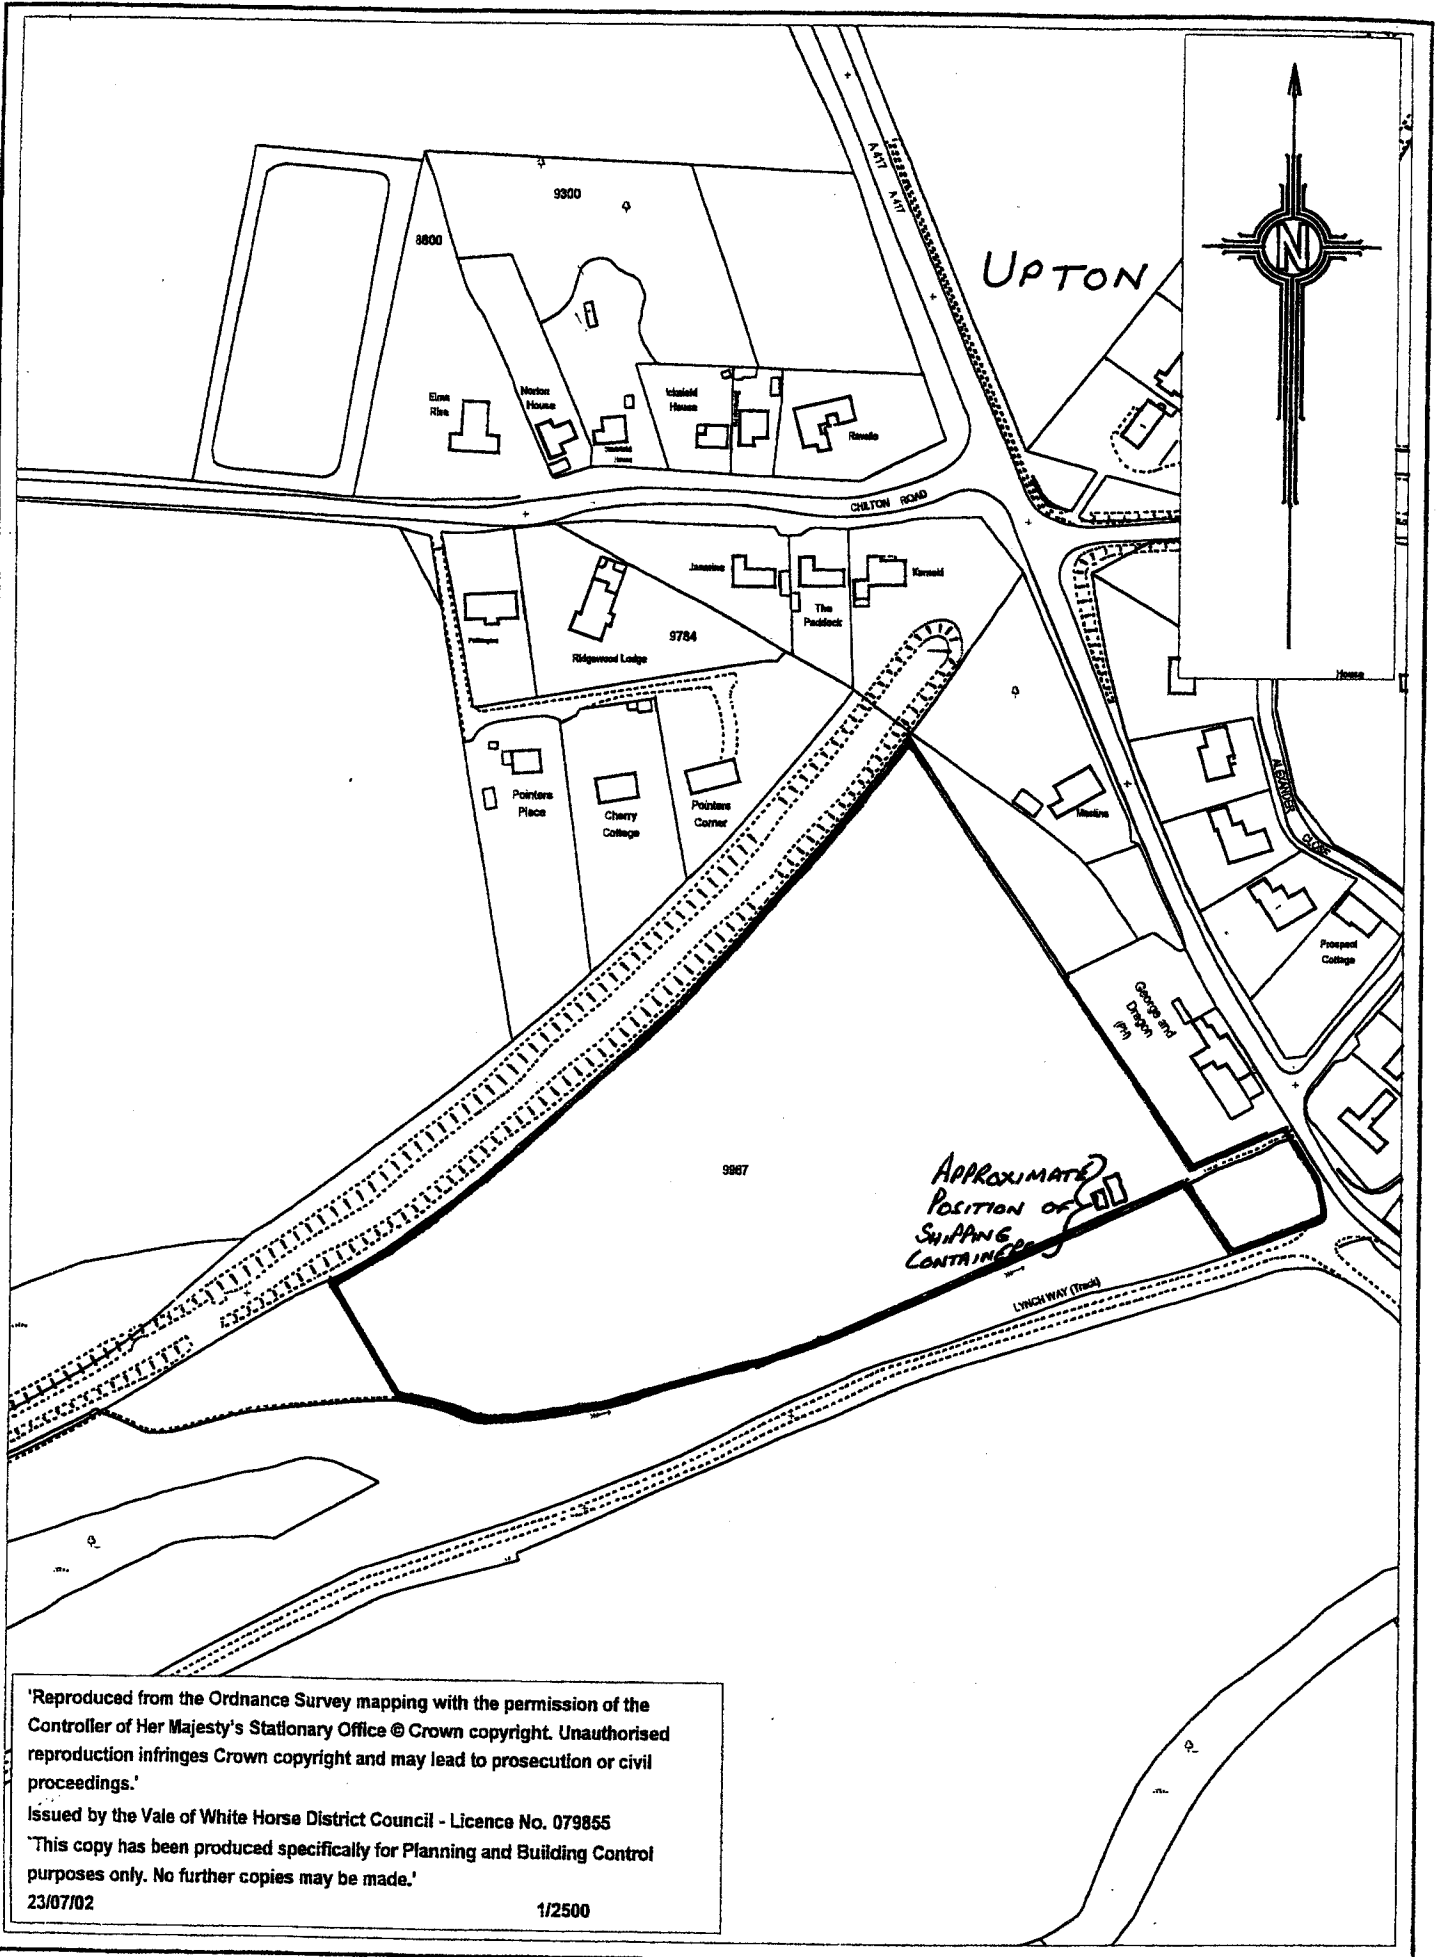 A 417
A 417
9300
8800
UPTON
N
Elms
Rise
Norton
House
Icknield
House
Ravello
CHILTON ROAD
Jasmine
The
Paddock
9784
Ridgewood Lodge
House
Pointers
Place
Cherry
Cottage
Pointers
Corner
ALEXANDER
CLOSE
Prospect
Cottage
George and
Dragon
(PH)
9987
APPROXIMATE
POSITION OF
SHIPPING
CONTAINERS
LYNCH WAY (Track)
'Reproduced from the Ordnance Survey mapping with the permission of the
Controller of Her Majesty's Stationary Office © Crown copyright. Unauthorised
reproduction infringes Crown copyright and may lead to prosecution or civil
proceedings.'
Issued by the Vale of White Horse District Council - Licence No. 079855
'This copy has been produced specifically for Planning and Building Control
purposes only. No further copies may be made.'
23/07/02
1/2500